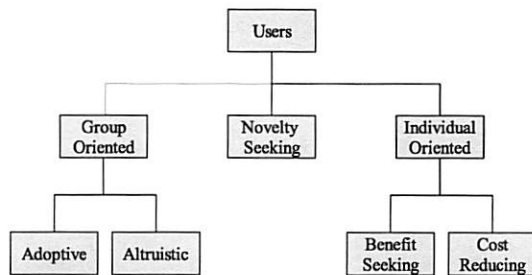 Users
Group
Oriented
Novelty
Seeking
Individual
Oriented
Adoptive
Altruistic
Benefit
Seeking
Cost
Reducing